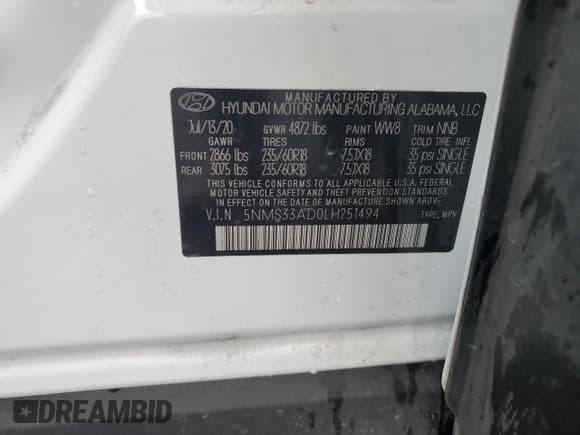 MANUFACTURED BY
HYUNDAI MOTOR MANUFACTURING ALABAMA, LLC
Jul/13/20 GVWR 4872 lbs PAINT WW8 TRIM NNB
GAWR TIRES RIMS COLD TIRE INFL
FRONT 2866 lbs 235/60R18 7.5JX18 35 psi SINGLE
REAR 3075 lbs 235/60R18 7.5JX18 35 psi SINGLE
THIS VEHICLE CONFORMS TO ALL APPLICABLE U.S.A. FEDERAL
MOTOR VEHICLE SAFETY AND THEFT PREVENTION STANDARDS
IN EFFECT ON THE DATE OF MANUFACTURE SHOWN ABOVE.
V.I.N 5NMS33AD0LH251494 TYPE: MPV
DREAMBID